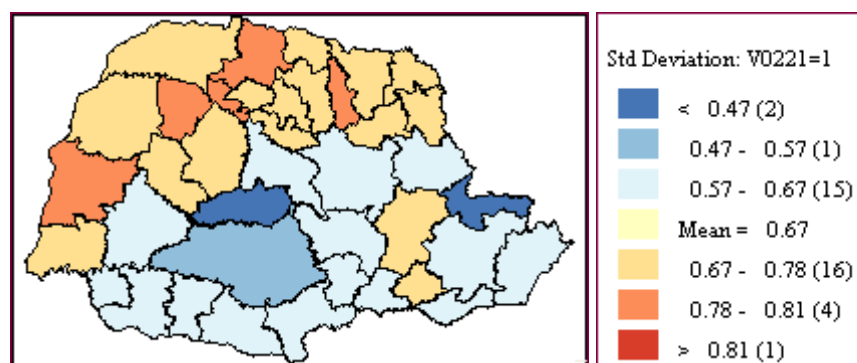 Std Deviation: V0221=1
< 0.47 (2)
0.47 - 0.57 (1)
0.57 - 0.67 (15)
Mean = 0.67
0.67 - 0.78 (16)
0.78 - 0.81 (4)
> 0.81 (1)